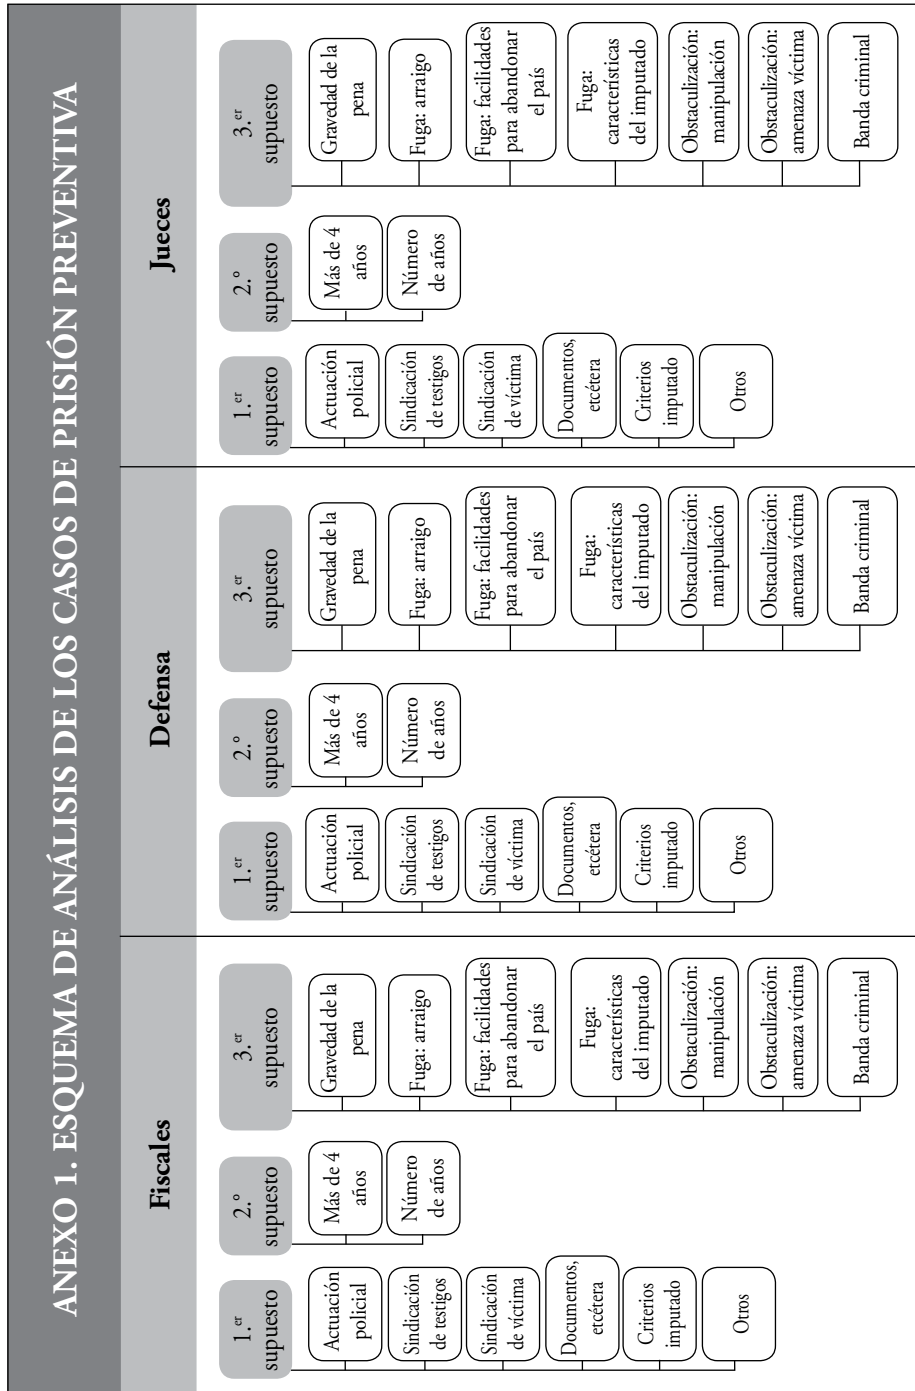 ANEXO 1. ESQUEMA DE ANÁLISIS DE LOS CASOS DE PRISIÓN PREVENTIVA
Fiscales
1.er
supuesto
Actuación
policial
Sindicación
de testigos
Sindicación
de víctima
Documentos,
etcétera
Criterios
imputado
Otros
2.º
supuesto
Más de 4
años
Número
de años
3.er
supuesto
Gravedad de la
pena
Fuga: arraigo
Fuga: facilidades
para abandonar
el país
Fuga:
características
del imputado
Obstaculización:
manipulación
Obstaculización:
amenaza víctima
Banda criminal
Defensa
1.er
supuesto
Actuación
policial
Sindicación
de testigos
Sindicación
de víctima
Documentos,
etcétera
Criterios
imputado
Otros
2.º
supuesto
Más de 4
años
Número
de años
3.er
supuesto
Gravedad de la
pena
Fuga: arraigo
Fuga: facilidades
para abandonar
el país
Fuga:
características
del imputado
Obstaculización:
manipulación
Obstaculización:
amenaza víctima
Banda criminal
Jueces
1.er
supuesto
Actuación
policial
Sindicación
de testigos
Sindicación
de víctima
Documentos,
etcétera
Criterios
imputado
Otros
2.º
supuesto
Más de 4
años
Número
de años
3.er
supuesto
Gravedad de la
pena
Fuga: arraigo
Fuga: facilidades
para abandonar
el país
Fuga:
características
del imputado
Obstaculización:
manipulación
Obstaculización:
amenaza víctima
Banda criminal